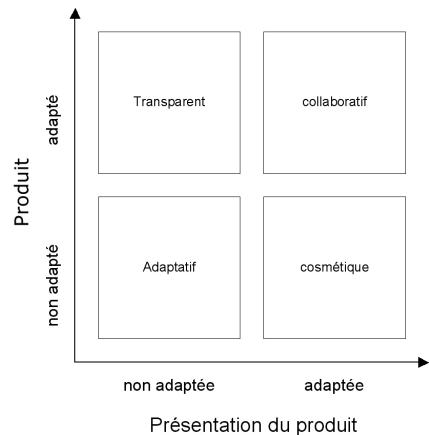 Produit
adapté
non adapté
Transparent
collaboratif
Adaptatif
cosmétique
non adaptée
adaptée
Présentation du produit